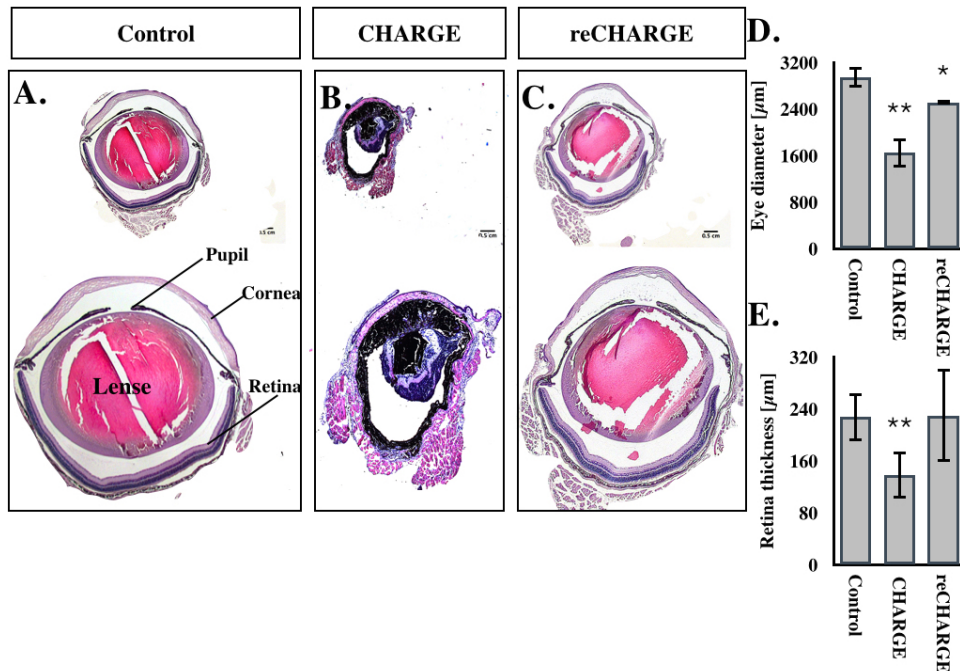 Control
CHARGE
reCHARGE
A.
B.
C.
D.
0.5 cm
0.5 cm
Pupil
Cornea
Lense
Retina
Eye diameter [µm]
3200
2400
1600
800
0
**
*
Control
CHARGE
reCHARGE
E.
Retina thickness [µm]
320
240
160
80
0
**
Control
CHARGE
reCHARGE